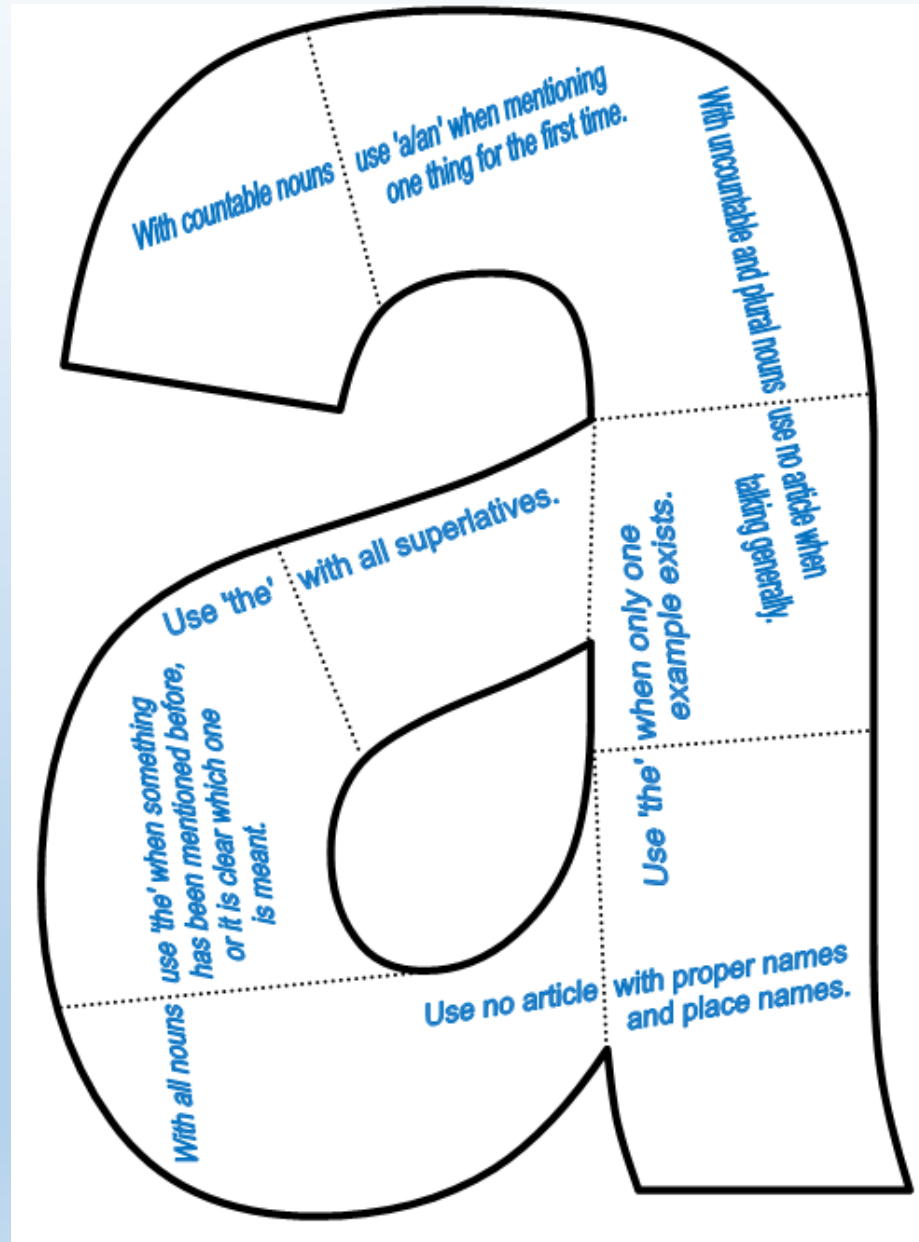 With countable nouns use 'a/an' when mentioning
one thing for the first time.
With uncountable and plural nouns use no article when
talking generally.
Use 'the' with all superlatives.
Use 'the' when only one
example exists.
With all nouns use 'the' when something
has been mentioned before,
or it is clear which one
is meant.
Use no article with proper names
and place names.